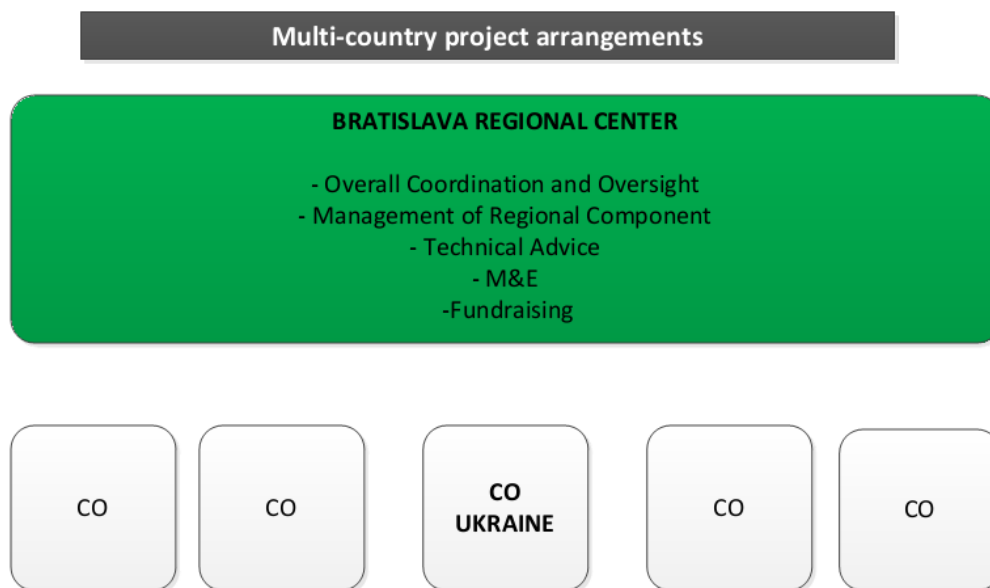 Multi-country project arrangements
BRATISLAVA REGIONAL CENTER
- Overall Coordination and Oversight
- Management of Regional Component
- Technical Advice
- M&E
-Fundraising
CO
CO
CO
UKRAINE
CO
CO